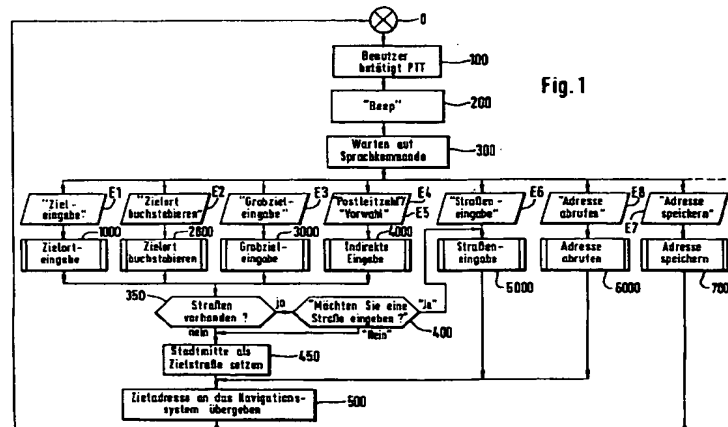 0
Benutzer
betätigt PTT
100
Fig. 1
"Beep"
200
Warten auf
Sprachkommando
300
"Ziel-
eingabe"
E1
"Zielort
buchstabieren"
E2
"Grobziel-
eingabe"
E3
"Postleitzahl?"
"Vorwahl"
E4
E5
"Straßen-
eingabe"
E6
"Adresse
abrufen"
E8
E7
"Adresse
speichern"
1000
Zielort-
eingabe
2000
Zielort
buchstabieren
3000
Grobziel-
eingabe
4000
Indirekte
Eingabe
Straßen-
eingabe
5000
Adresse
abrufen
6000
Adresse
speichern
700
350
Straßen
vorhanden ?
ja
nein
"Möchten Sie eine
Straße eingeben ?"
"Ja"
"Nein"
400
Stadtmitte als
Zielstraße setzen
450
Zieladresse an das Navigations-
system übergeben
500